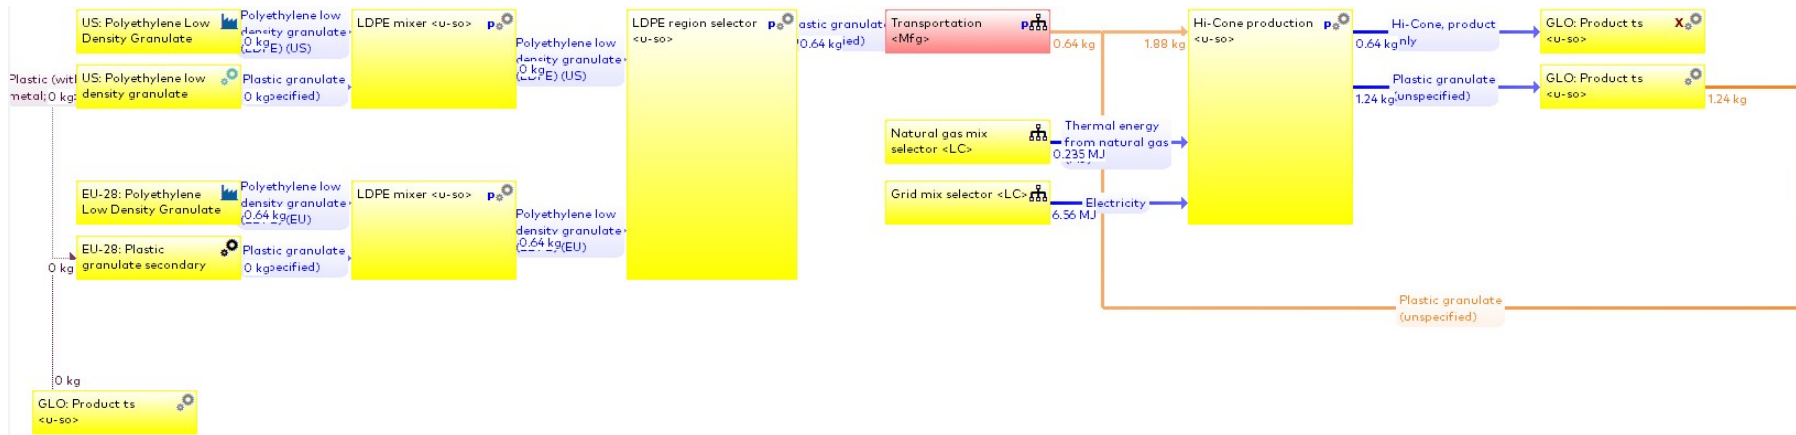 US: Polyethylene Low
Density Granulate
Polyethylene low
density granulate
0 kg
(US)
LDPE mixer <u-so>
p
Polyethylene low
density granulate
0 kg
(US)
LDPE region selector
<u-so>
p
0.64 kg
Transportation
<Mfg>
p
0.64 kg
1.88 kg
Hi-Cone production
<u-so>
p
Hi-Cone, product
0.64 kg
GLO: Product ts
<u-so>
X
Plastic (with
metal;
0 kg
US: Polyethylene low
density granulate
Plastic granulate
0 kg
LDPE mixer <u-so>
p
Plastic granulate
(unspecified)
1.24 kg
GLO: Product ts
<u-so>
1.24 kg
Natural gas mix
selector <LC>
Thermal energy
from natural gas
0.235 MJ
Grid mix selector <LC>
Electricity
6.56 MJ
EU-28: Polyethylene
Low Density Granulate
Polyethylene low
density granulate
0.64 kg
(EU)
Polyethylene low
density granulate
0.64 kg
(EU)
EU-28: Plastic
granulate secondary
0 kg
Plastic granulate
0 kg
Plastic granulate
(unspecified)
0 kg
GLO: Product ts
<u-so>